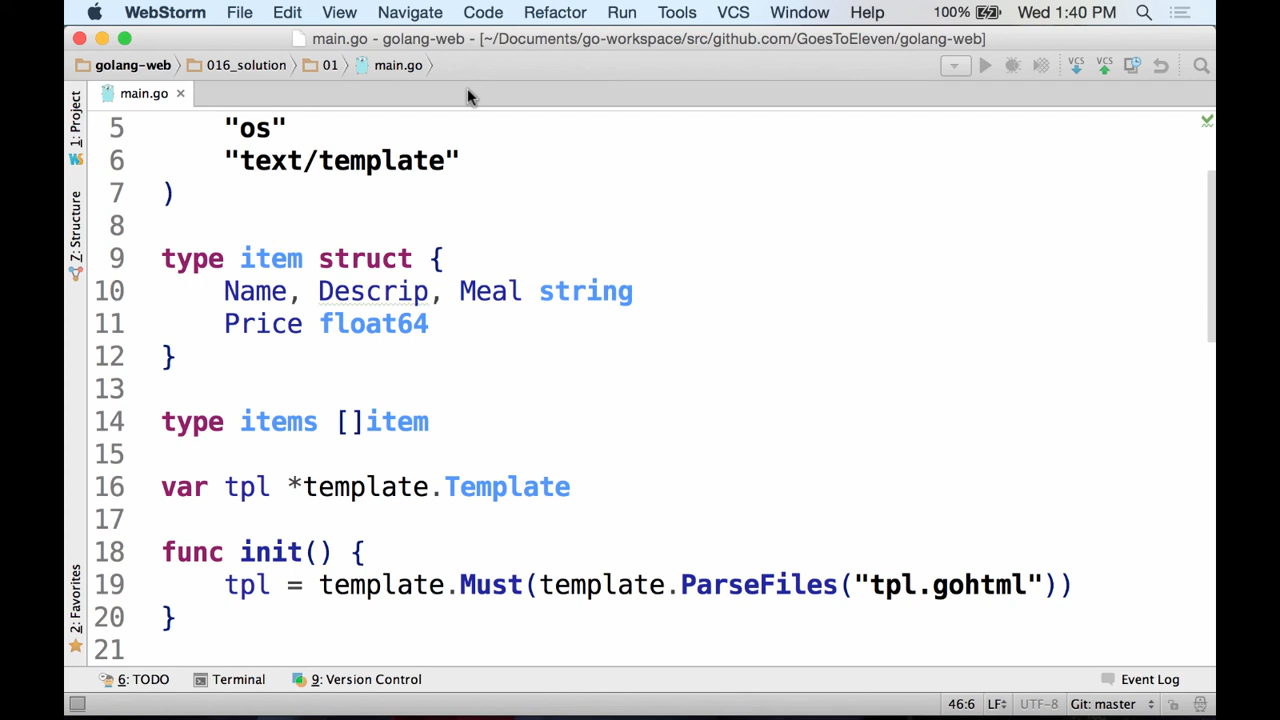 WebStorm File Edit View Navigate Code Refactor Run Tools VCS Window Help 100% Wed 1:40 PM
main.go - golang-web - [~/Documents/go-workspace/src/github.com/GoesToEleven/golang-web]
golang-web 016_solution 01 main.go VCS VCS
main.go
1: Project
WS
7: Structure
2: Favorites
5 "os"
6 "text/template"
7 )
8
9 type item struct {
10 Name, Descrip, Meal string
11 Price float64
12 }
13
14 type items []item
15
16 var tpl *template.Template
17
18 func init() {
19 tpl = template.Must(template.ParseFiles("tpl.gohtml"))
20 }
21
6: TODO Terminal 9: Version Control Event Log
46:6 LF UTF-8 Git: master